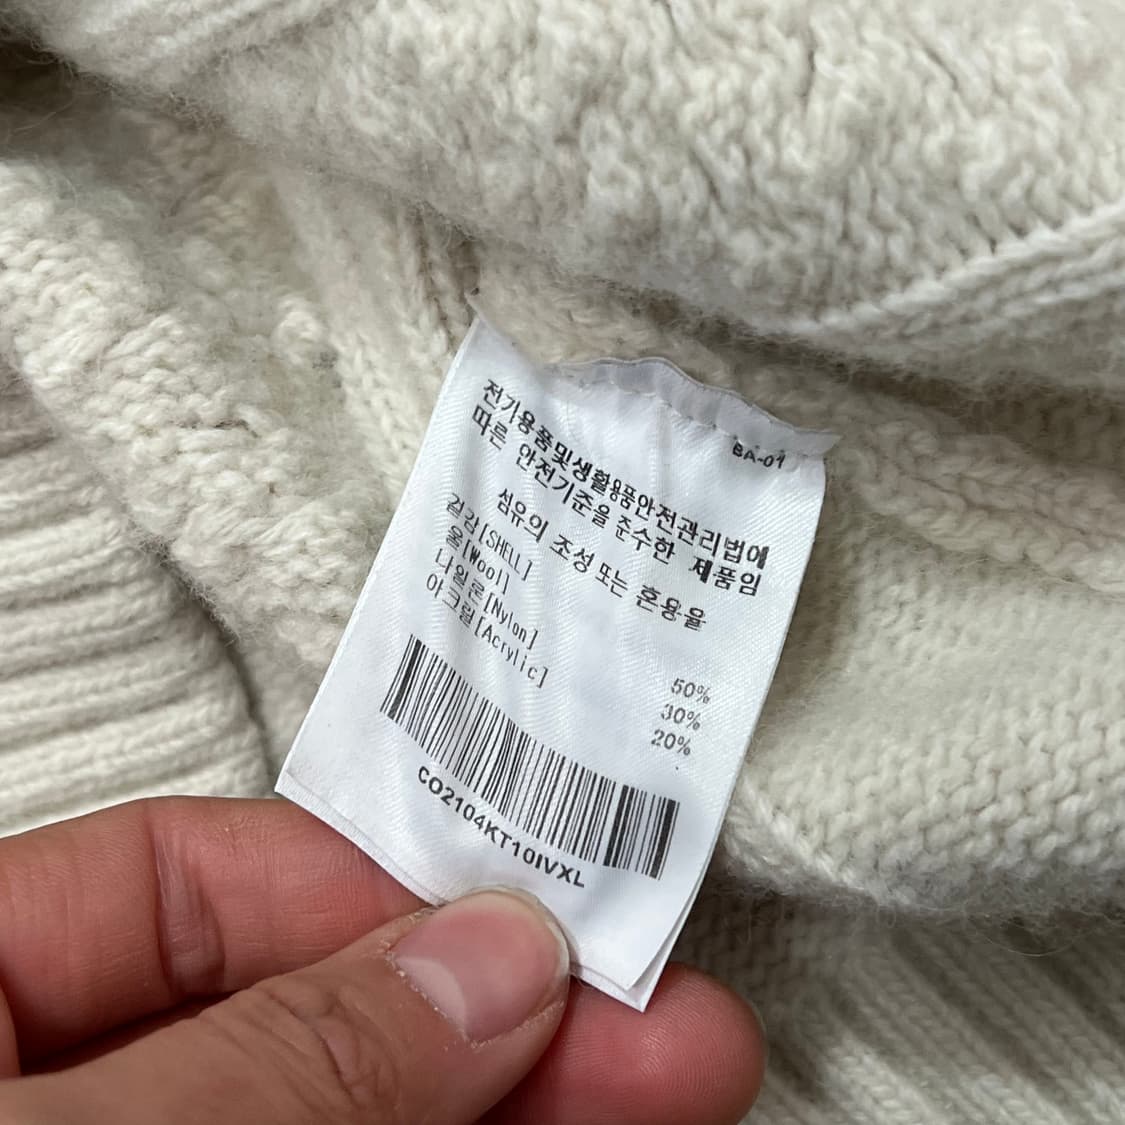 BA-01
전기용품및생활용품안전관리법에
따른 안전기준을 준수한 제품임
섬유의 조성 또는 혼용율
겉감[SHELL]
울[Wool] 50%
나일론[Nylon] 30%
아크릴[Acrylic] 20%
CO2104KT10IVXL